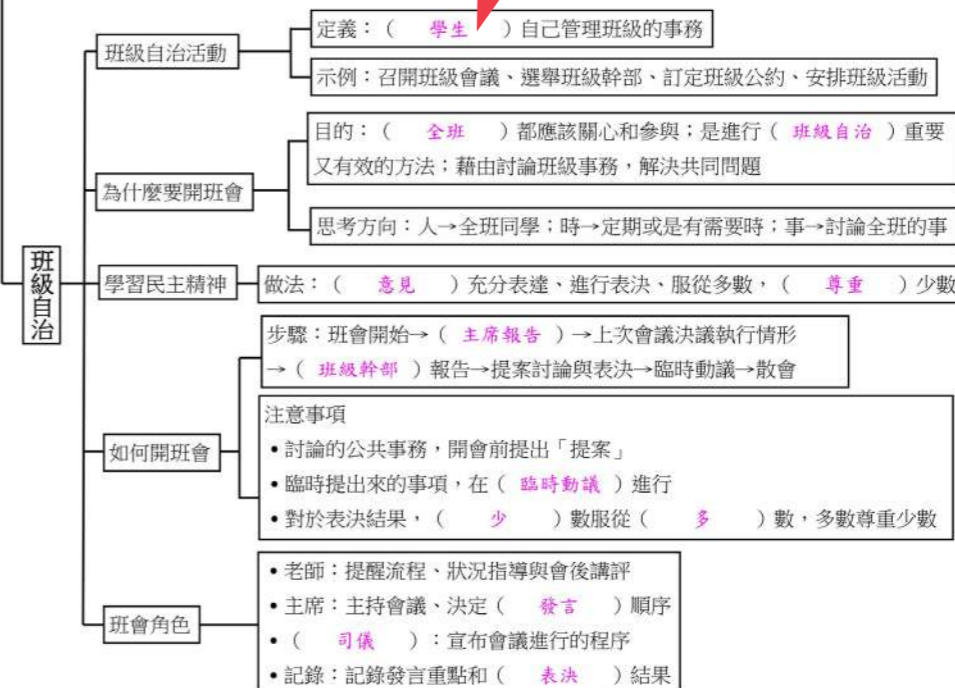 班級自治
班級自治活動
定義：（ 學生 ）自己管理班級的事務
示例：召開班級會議、選舉班級幹部、訂定班級公約、安排班級活動
為什麼要開班會
目的：（ 全班 ）都應該關心和參與；是進行（ 班級自治 ）重要
又有效的方法；藉由討論班級事務，解決共同問題
思考方向：人→全班同學；時→定期或是有需要時；事→討論全班的事
學習民主精神
做法：（ 意見 ）充分表達、進行表決、服從多數，（ 尊重 ）少數
如何開班會
步驟：班會開始→（ 主席報告 ）→上次會議決議執行情形
→（ 班級幹部 ）報告→提案討論與表決→臨時動議→散會
注意事項
•討論的公共事務，開會前提出「提案」
•臨時提出來的事項，在（ 臨時動議 ）進行
•對於表決結果，（ 少 ）數服從（ 多 ）數，多數尊重少數
班會角色
•老師：提醒流程、狀況指導與會後講評
•主席：主持會議、決定（ 發言 ）順序
•（ 司儀 ）：宣布會議進行的程序
•記錄：記錄發言重點和（ 表決 ）結果